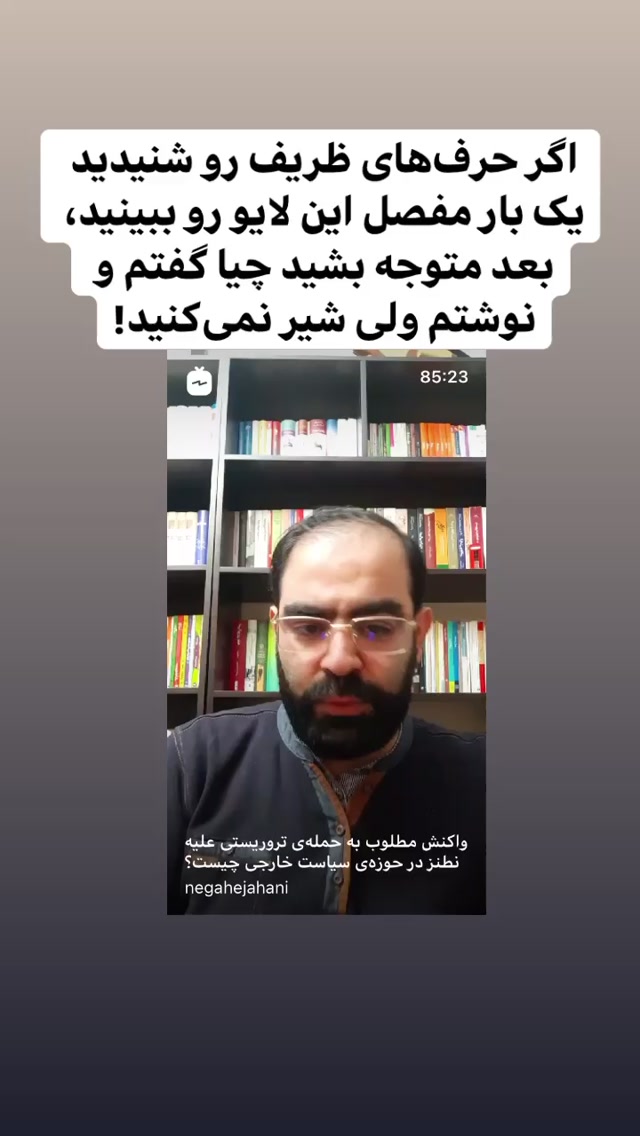 اگر حرف‌های ظریف رو شنیدید
یک بار مفصل این لایو رو ببینید،
بعد متوجه بشید چیا گفتم و
نوشتم ولی شیر نمی‌کنید!
85:23
واکنش مطلوب به حمله‌ی تروریستی علیه
نطنز در حوزه‌ی سیاست خارجی چیست؟
negahejahani